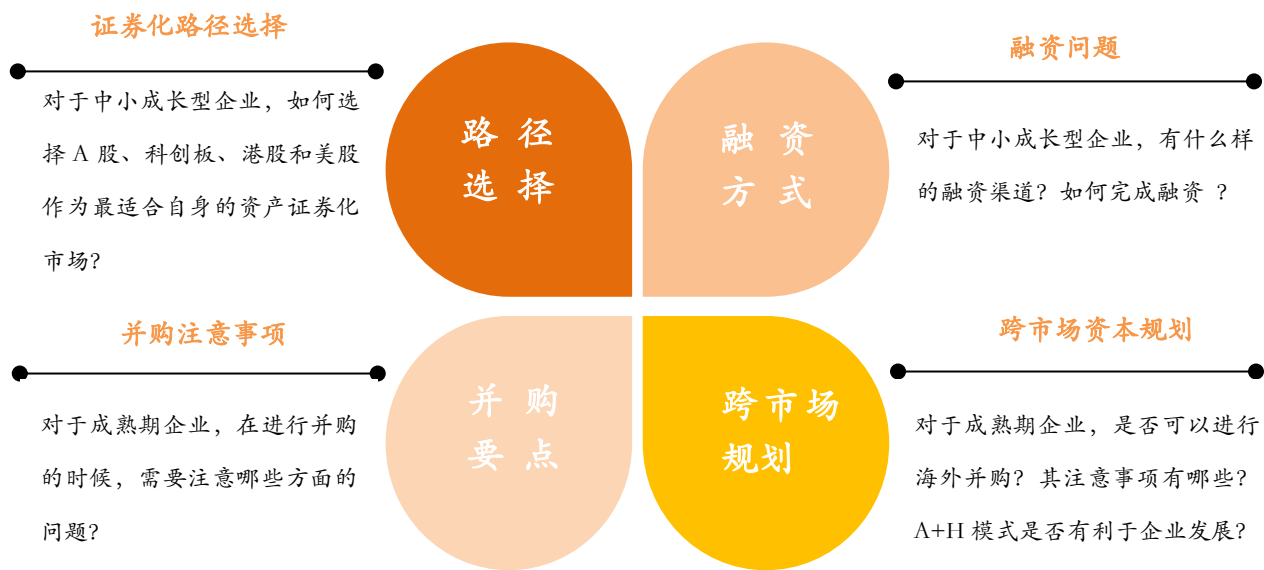 证券化路径选择
对于中小成长型企业，如何选
择 A 股、科创板、港股和美股
作为最适合自身的资产证券化
市场？
路 径
选 择
融 资
方 式
融资问题
对于中小成长型企业，有什么样
的融资渠道？如何完成融资 ？
并购注意事项
对于成熟期企业，在进行并购
的时候，需要注意哪些方面的
问题？
并 购
要 点
跨市场
规划
跨市场资本规划
对于成熟期企业，是否可以进行
海外并购？其注意事项有哪些？
A+H 模式是否有利于企业发展？